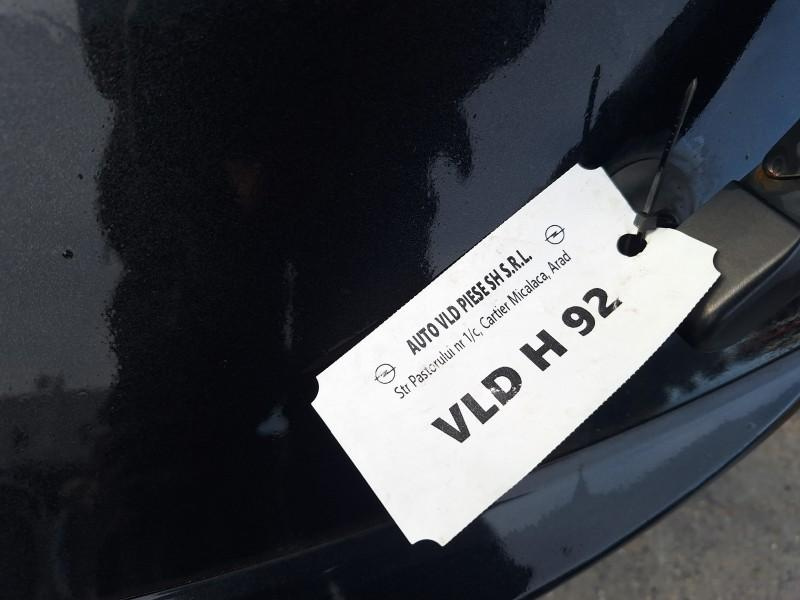 AUTO VLD PIESE SH S.R.L.
Str Pastorului nr 1/c, Cartier Micalaca, Arad
VLD H 92